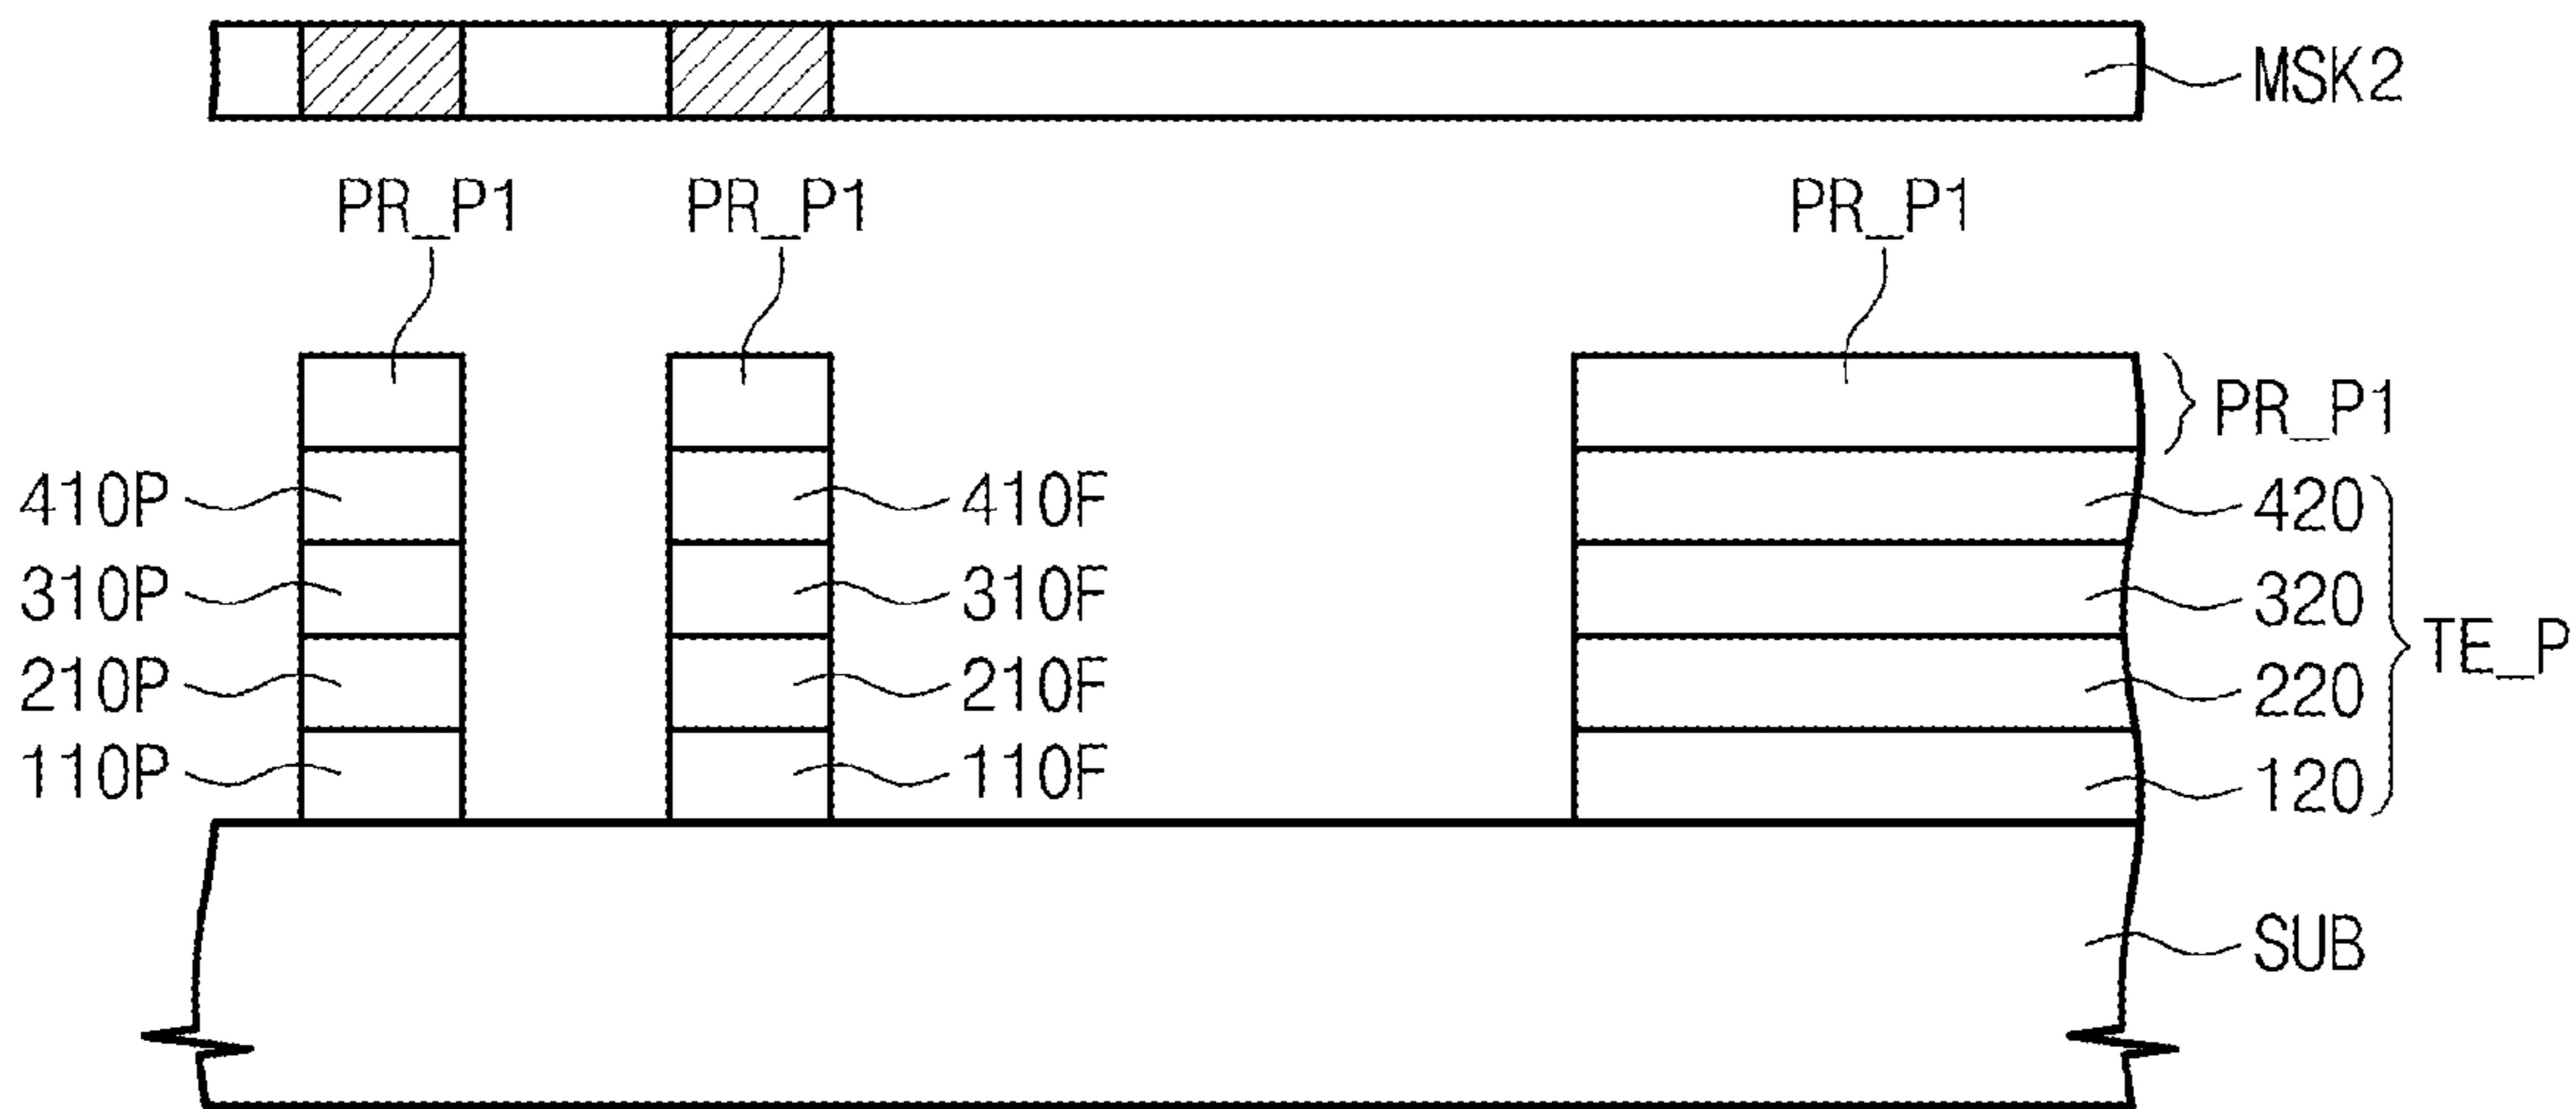 MSK2
PR_P1 PR_P1 PR_P1
PR_P1
410P 410F 420
310P 310F 320
TE_P
210P 210F 220
110P 110F 120
SUB